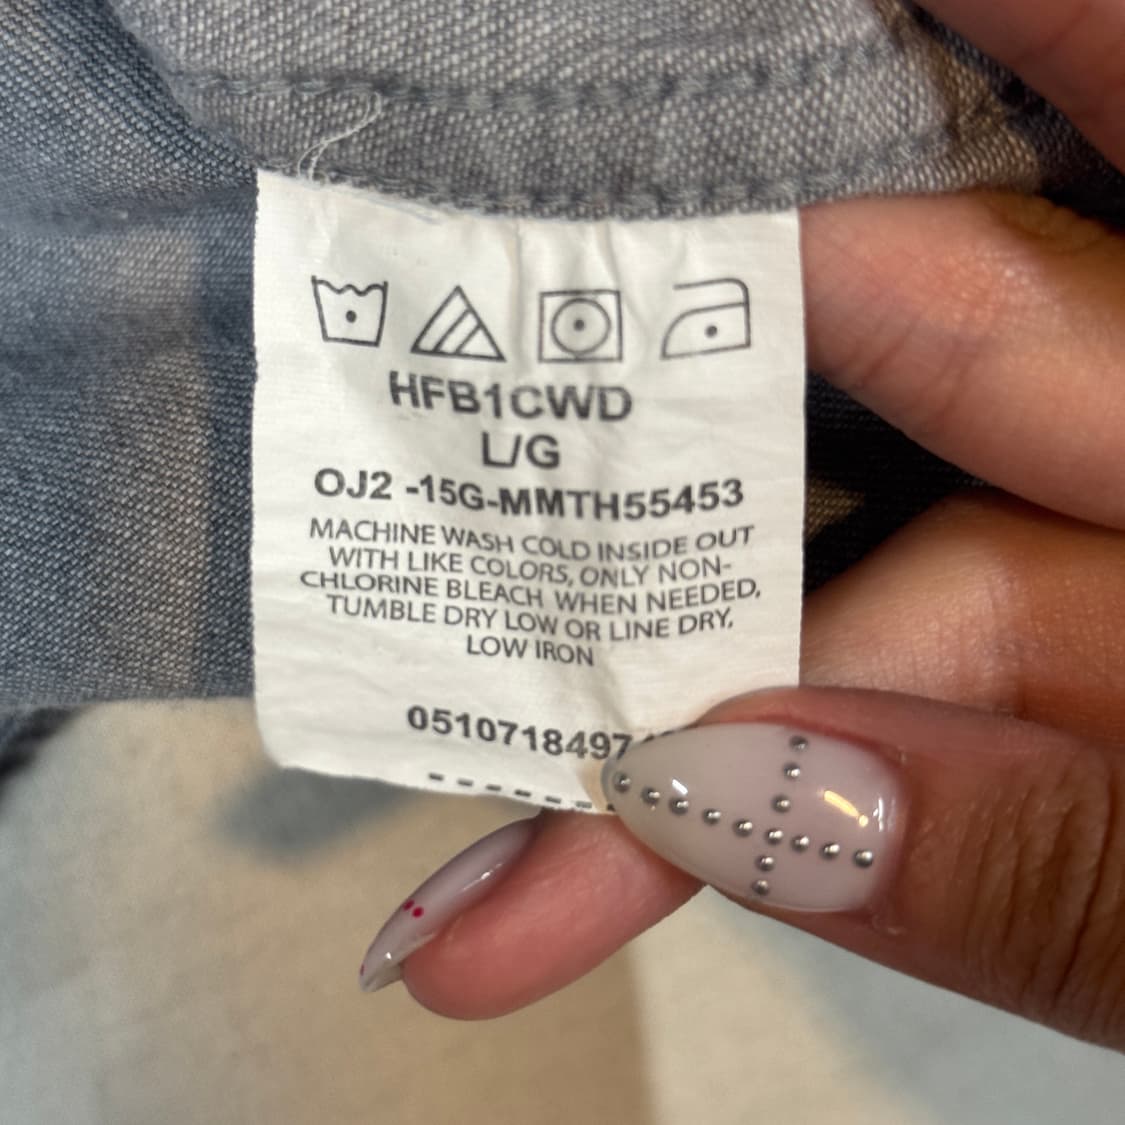 HFB1CWD
L/G
OJ2 -15G-MMTH55453
MACHINE WASH COLD INSIDE OUT
WITH LIKE COLORS, ONLY NON-
CHLORINE BLEACH, WHEN NEEDED,
TUMBLE DRY LOW OR LINE DRY,
LOW IRON
0510718497